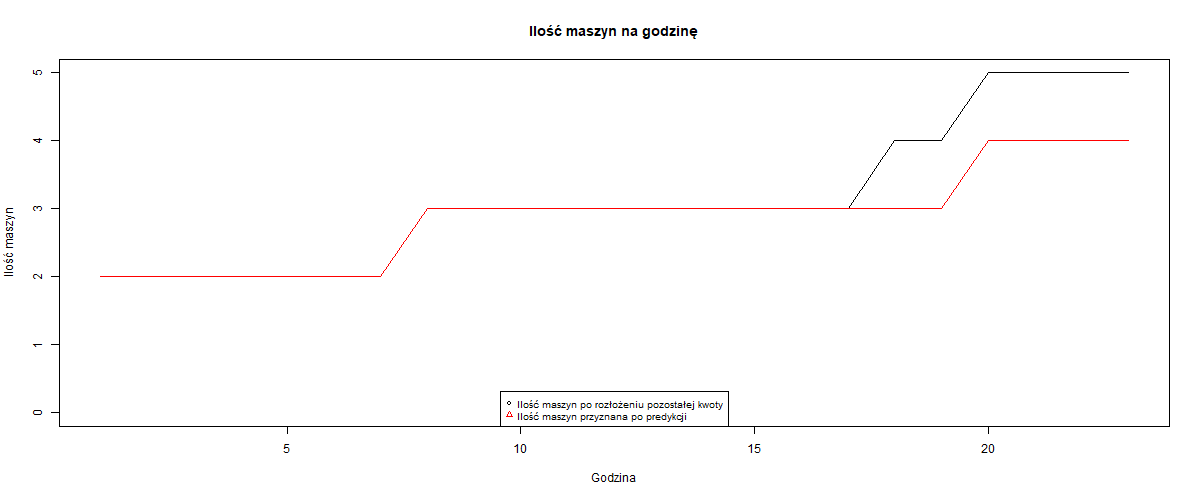 Ilość maszyn na godzinę
5
4
3
2
1
0
Ilość maszyn
Ilość maszyn po rozłożeniu pozostałej kwoty
Ilość maszyn przyznana po predykcji
5 10 15 20
Godzina